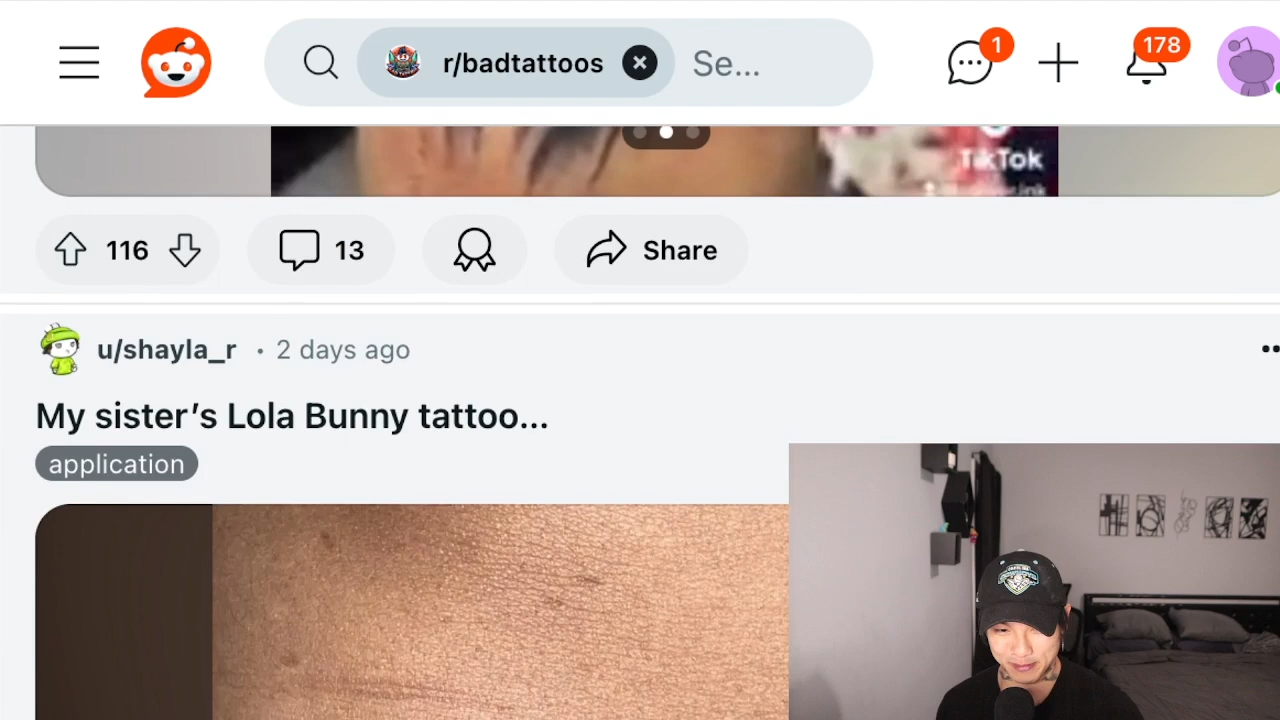 r/badtattoos
Se...
1
178
TikTok
116
13
Share
u/shayla_r • 2 days ago
My sister’s Lola Bunny tattoo...
application